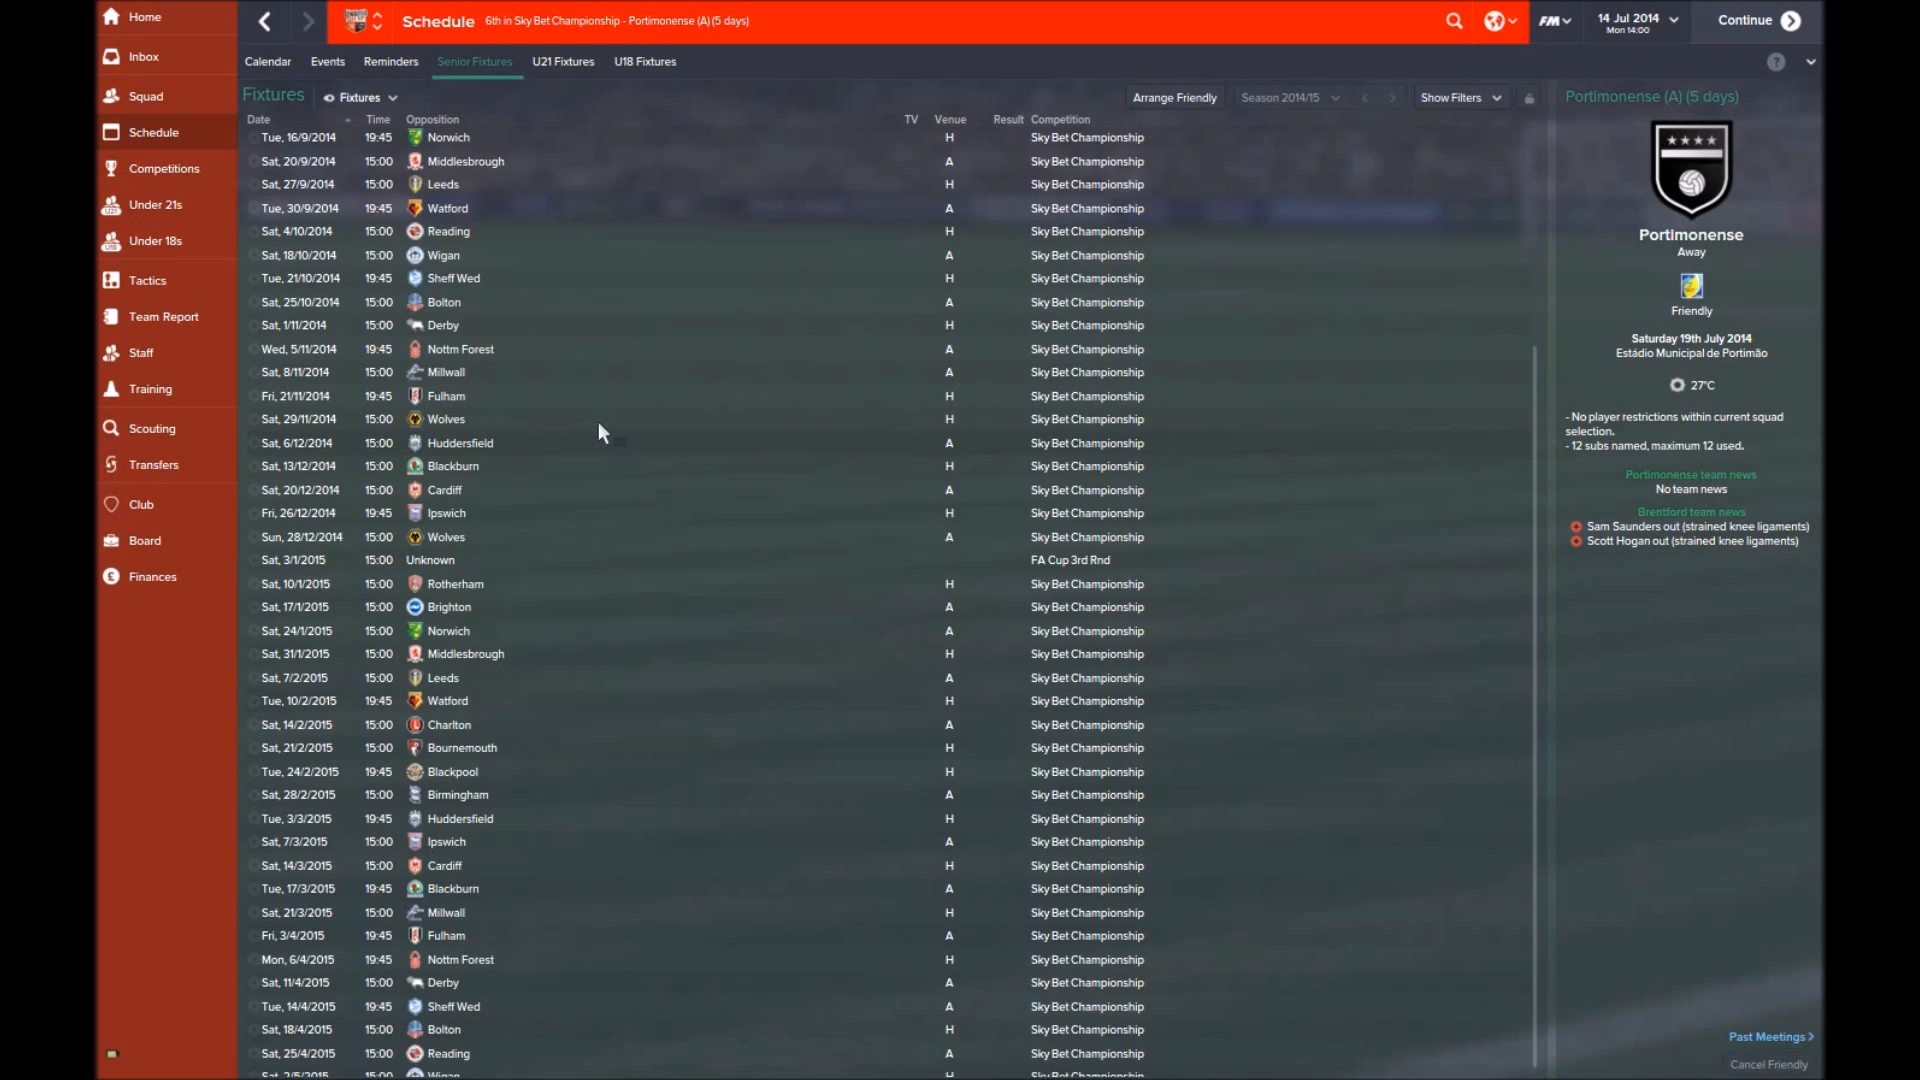 Home
Inbox
Squad
Schedule
Competitions
Under 21s
Under 18s
Tactics
Team Report
Staff
Training
Scouting
Transfers
Club
Board
Finances
Schedule 6th in Sky Bet Championship - Portimonense (A) (5 days)
FM
14 Jul 2014
Mon 14:00
Continue
Calendar Events Reminders Senior Fixtures U21 Fixtures U18 Fixtures
Fixtures Fixtures Arrange Friendly Season 2014/15 Show Filters
Date Time Opposition TV Venue Result Competition
Tue, 16/9/2014 19:45 Norwich H Sky Bet Championship
Sat, 20/9/2014 15:00 Middlesbrough A Sky Bet Championship
Sat, 27/9/2014 15:00 Leeds H Sky Bet Championship
Tue, 30/9/2014 19:45 Watford A Sky Bet Championship
Sat, 4/10/2014 15:00 Reading H Sky Bet Championship
Sat, 18/10/2014 15:00 Wigan A Sky Bet Championship
Tue, 21/10/2014 19:45 Sheff Wed H Sky Bet Championship
Sat, 25/10/2014 15:00 Bolton A Sky Bet Championship
Sat, 1/11/2014 15:00 Derby H Sky Bet Championship
Wed, 5/11/2014 19:45 Nottm Forest A Sky Bet Championship
Sat, 8/11/2014 15:00 Millwall A Sky Bet Championship
Fri, 21/11/2014 19:45 Fulham H Sky Bet Championship
Sat, 29/11/2014 15:00 Wolves H Sky Bet Championship
Sat, 6/12/2014 15:00 Huddersfield A Sky Bet Championship
Sat, 13/12/2014 15:00 Blackburn H Sky Bet Championship
Sat, 20/12/2014 15:00 Cardiff A Sky Bet Championship
Fri, 26/12/2014 19:45 Ipswich H Sky Bet Championship
Sun, 28/12/2014 15:00 Wolves A Sky Bet Championship
Sat, 3/1/2015 15:00 Unknown FA Cup 3rd Rnd
Sat, 10/1/2015 15:00 Rotherham H Sky Bet Championship
Sat, 17/1/2015 15:00 Brighton A Sky Bet Championship
Sat, 24/1/2015 15:00 Norwich A Sky Bet Championship
Sat, 31/1/2015 15:00 Middlesbrough H Sky Bet Championship
Sat, 7/2/2015 15:00 Leeds A Sky Bet Championship
Tue, 10/2/2015 19:45 Watford H Sky Bet Championship
Sat, 14/2/2015 15:00 Charlton A Sky Bet Championship
Sat, 21/2/2015 15:00 Bournemouth H Sky Bet Championship
Tue, 24/2/2015 19:45 Blackpool H Sky Bet Championship
Sat, 28/2/2015 15:00 Birmingham A Sky Bet Championship
Tue, 3/3/2015 19:45 Huddersfield H Sky Bet Championship
Sat, 7/3/2015 15:00 Ipswich A Sky Bet Championship
Sat, 14/3/2015 15:00 Cardiff H Sky Bet Championship
Tue, 17/3/2015 19:45 Blackburn A Sky Bet Championship
Sat, 21/3/2015 15:00 Millwall H Sky Bet Championship
Fri, 3/4/2015 19:45 Fulham A Sky Bet Championship
Mon, 6/4/2015 19:45 Nottm Forest H Sky Bet Championship
Sat, 11/4/2015 15:00 Derby A Sky Bet Championship
Tue, 14/4/2015 19:45 Sheff Wed A Sky Bet Championship
Sat, 18/4/2015 15:00 Bolton H Sky Bet Championship
Sat, 25/4/2015 15:00 Reading A Sky Bet Championship
Sat, 2/5/2015 15:00 Wigan H Sky Bet Championship
Portimonense (A) (5 days)
Portimonense
Away
Friendly
Saturday 19th July 2014
Estádio Municipal de Portimão
27°C
- No player restrictions within current squad
selection.
- 12 subs named, maximum 12 used.
Portimonense team news
No team news
Brentford team news
Sam Saunders out (strained knee ligaments)
Scott Hogan out (strained knee ligaments)
Past Meetings >
Cancel Friendly